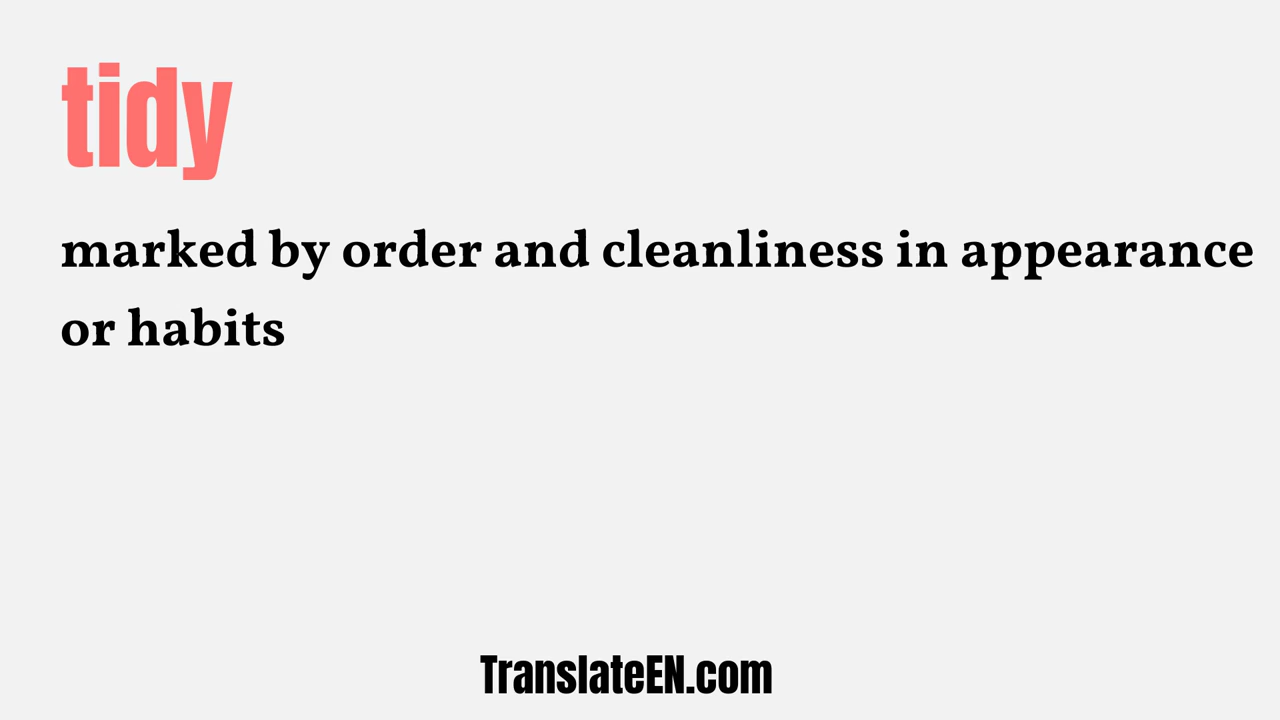 tidy
marked by order and cleanliness in appearance
or habits
TranslateEN.com